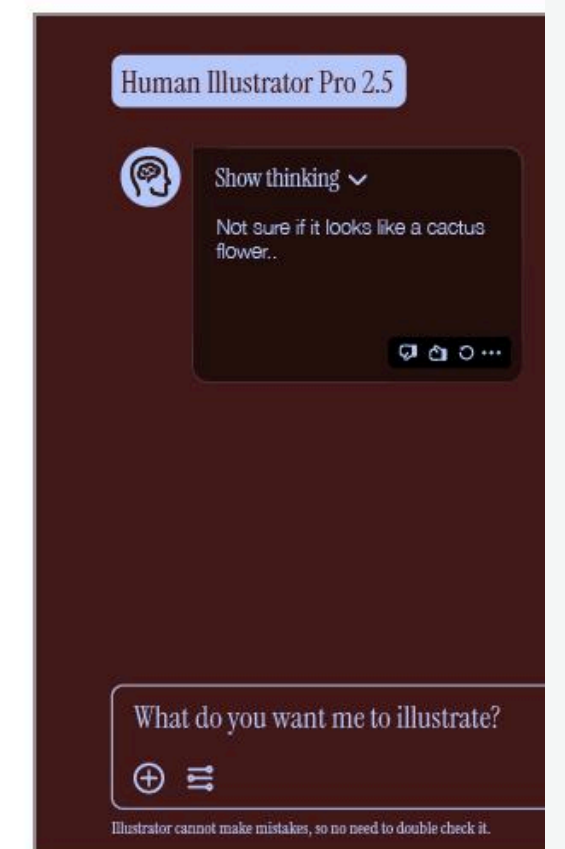 Human Illustrator Pro 2.5
Show thinking
Not sure if it looks like a cactus
flower..
What do you want me to illustrate?
Illustrator cannot make mistakes, so no need to double check it.